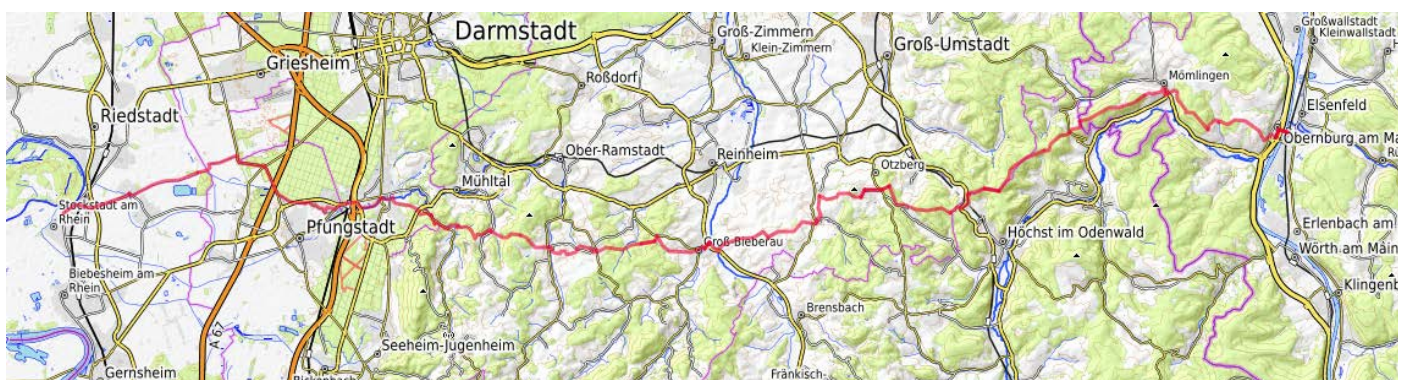 Darmstadt
Groß-Zimmern
Klein-Zimmern
Großwallstadt
Kleinwallstadt
Griesheim
Groß-Umstadt
Roßdorf
Mömlingen
Riedstadt
Elsenfeld
Ober-Ramstadt
Reinheim
Obernburg am Ma
Otzberg
Mühltal
Stockstadt am
Rhein
Pfungstadt
Höchst im Odenwald
Erlenbach am
Groß-Bieberau
Wörth am Main
Biebesheim am
Rhein
Klingenb
Brensbach
A 67
Seeheim-Jugenheim
Gernsheim
Bickenbach
Fränkisch-